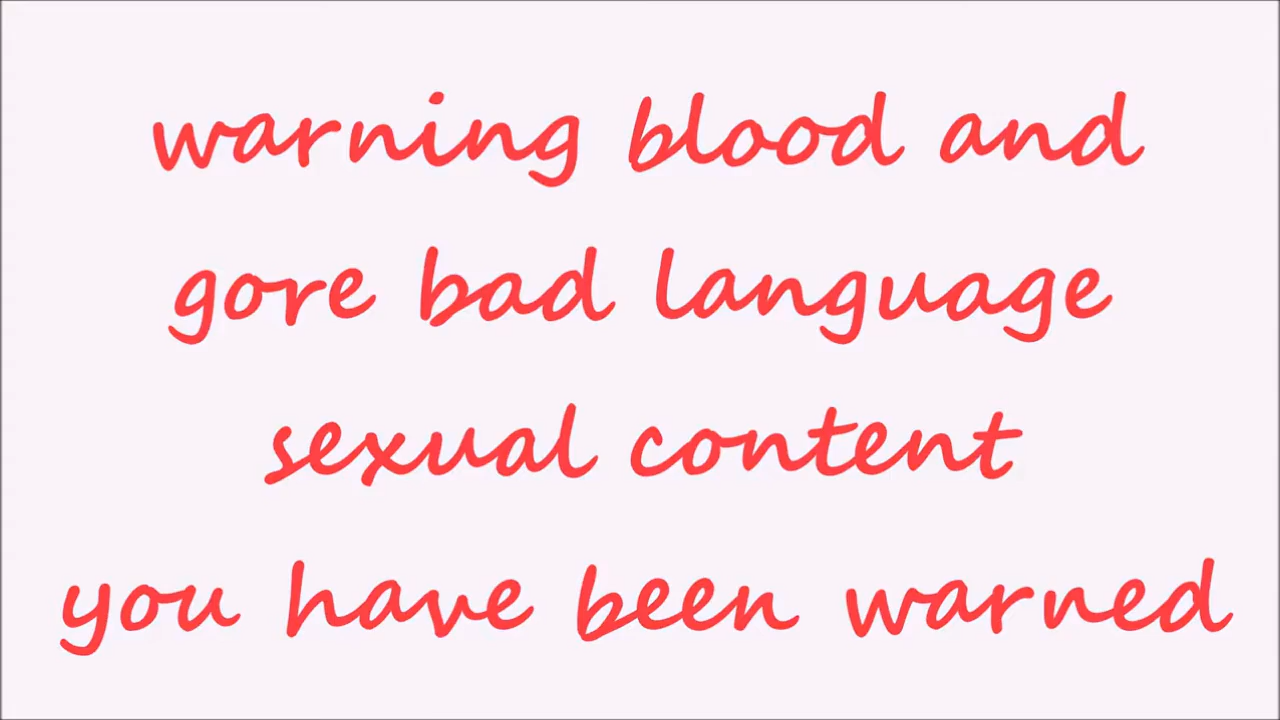 warning blood and
gore bad language
sexual content
you have been warned